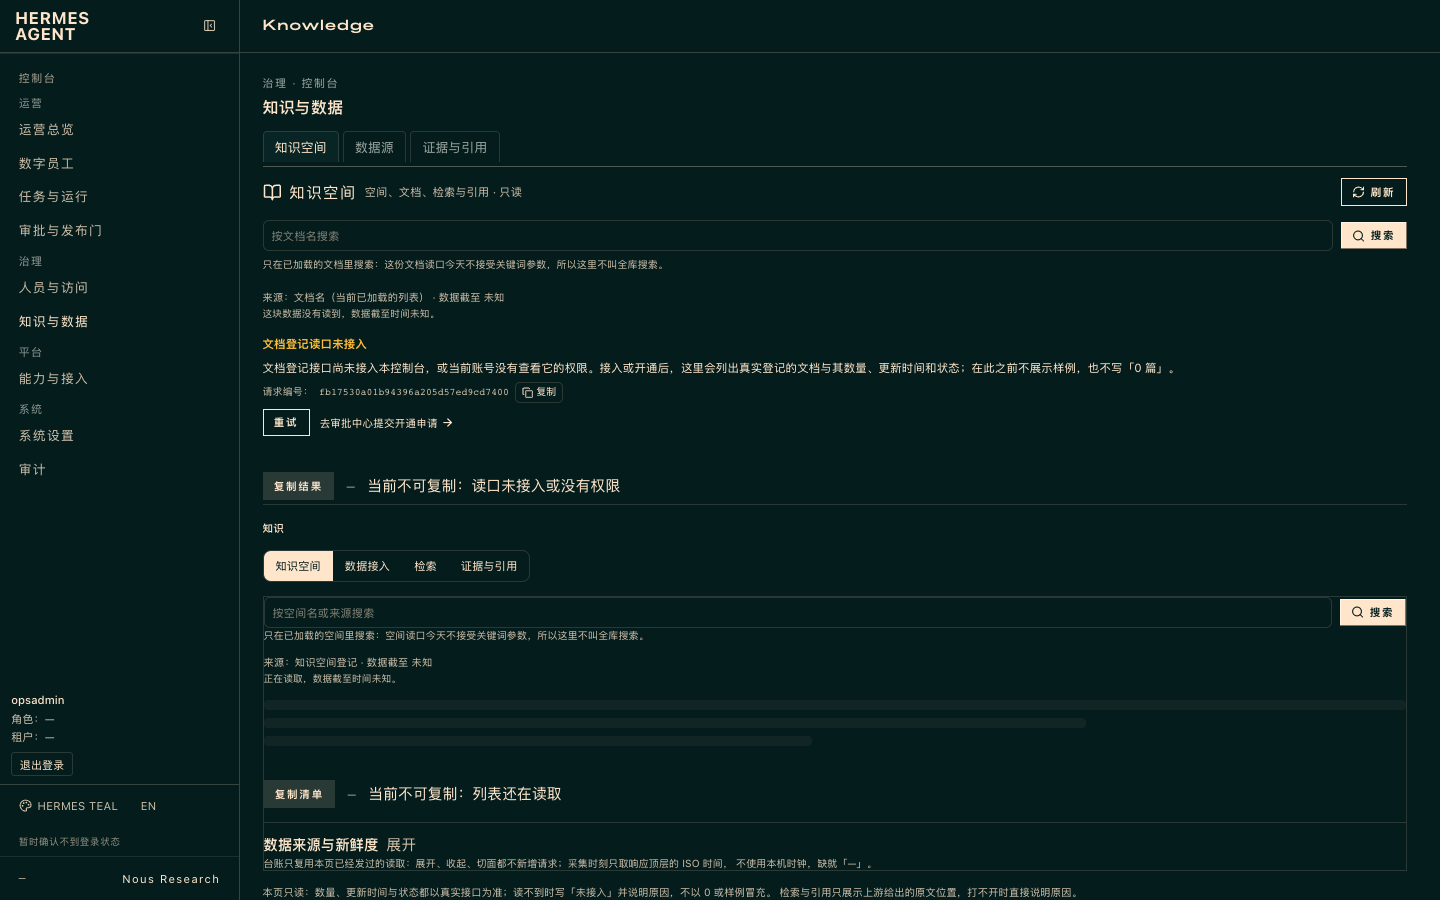 HERMES
AGENT
Knowledge
控制台
运营
运营总览
数字员工
任务与运行
审批与发布门
治理
人员与访问
知识与数据
平台
能力与接入
系统
系统设置
审计
opsadmin
角色: —
租户: —
退出登录
HERMES TEAL EN
暂时确认不到登录状态
— Nous Research
治理 · 控制台
知识与数据
知识空间 数据源 证据与引用
知识空间 空间、文档、检索与引用 · 只读 刷新
按文档名搜索 搜索
只在已加载的文档里搜索：这份文档读口今天不接受关键词参数，所以这里不叫全库搜索。
来源：文档名（当前已加载的列表） · 数据截至 未知
这块数据没有读到，数据截至时间未知。
文档登记读口未接入
文档登记接口尚未接入本控制台，或当前账号没有查看它的权限。接入或开通后，这里会列出真实登记的文档与其数量、更新时间和状态；在此之前不展示样例，也不写「0 篇」。
请求编号： fb17530a01b94396a205d57ed9cd7400 复制
重试 去审批中心提交开通申请 →
复制结果 — 当前不可复制：读口未接入或没有权限
知识
知识空间 数据接入 检索 证据与引用
按空间名或来源搜索 搜索
只在已加载的空间里搜索：空间读口今天不接受关键词参数，所以这里不叫全库搜索。
来源：知识空间登记 · 数据截至 未知
正在读取，数据截至时间未知。
复制清单 — 当前不可复制：列表还在读取
数据来源与新鲜度 展开
台账只复用本页已经发过的读取：展开、收起、切面都不新增请求；采集时刻只取响应顶层的 ISO 时间， 不使用本机时钟，缺就「—」。
本页只读：数量、更新时间与状态都以真实接口为准；读不到时写「未接入」并说明原因，不以 0 或样例冒充。 检索与引用只展示上游给出的原文位置，打不开时直接说明原因。